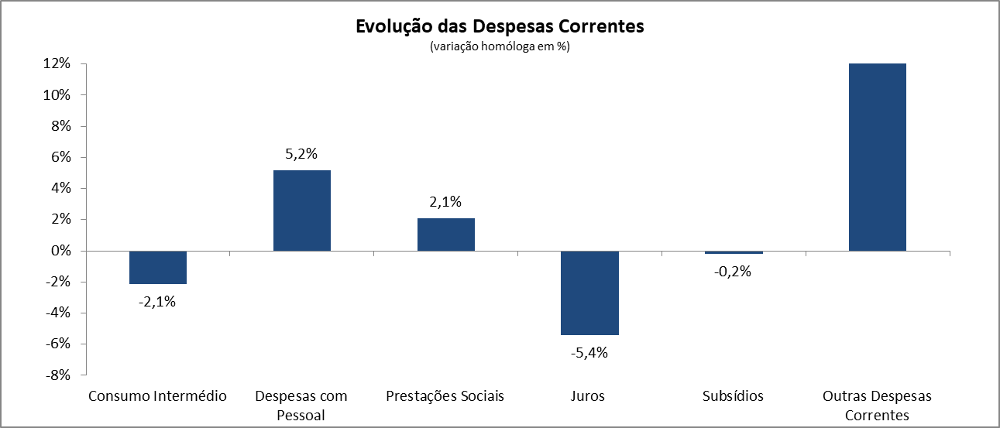 Evolução das Despesas Correntes
(variação homóloga em %)
12%
10%
8%
6%
4%
2%
0%
-2%
-4%
-6%
-8%
-2,1%
5,2%
2,1%
-5,4%
-0,2%
Consumo Intermédio
Despesas com
Pessoal
Prestações Sociais
Juros
Subsídios
Outras Despesas
Correntes